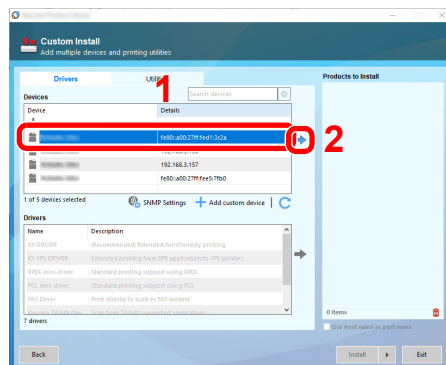 Custom Install
Add multiple devices and printing utilities
Drivers
Utili
Products to Install
1
Devices
Search devices
Device
Details
fe80::a00:27ff:fed1:3c2a
2
192.168.3.157
fe80::a00:27ff:fee5:7fb0
1 of 5 devices selected
SNMP Settings
Add custom device
Drivers
Name
Description
KX DRIVER
(Recommended) Extended-functionality printing
KX XPS DRIVER
Extended printing from XPS application to XPS printers
KPDL mini-driver
Standard printing support using KPDL
PCL mini-driver
Standard printing support using PCL
FAX Driver
Print directly to built-in FAX modem
7 drivers
0 items
Use host name as port name
Back
Install
Exit